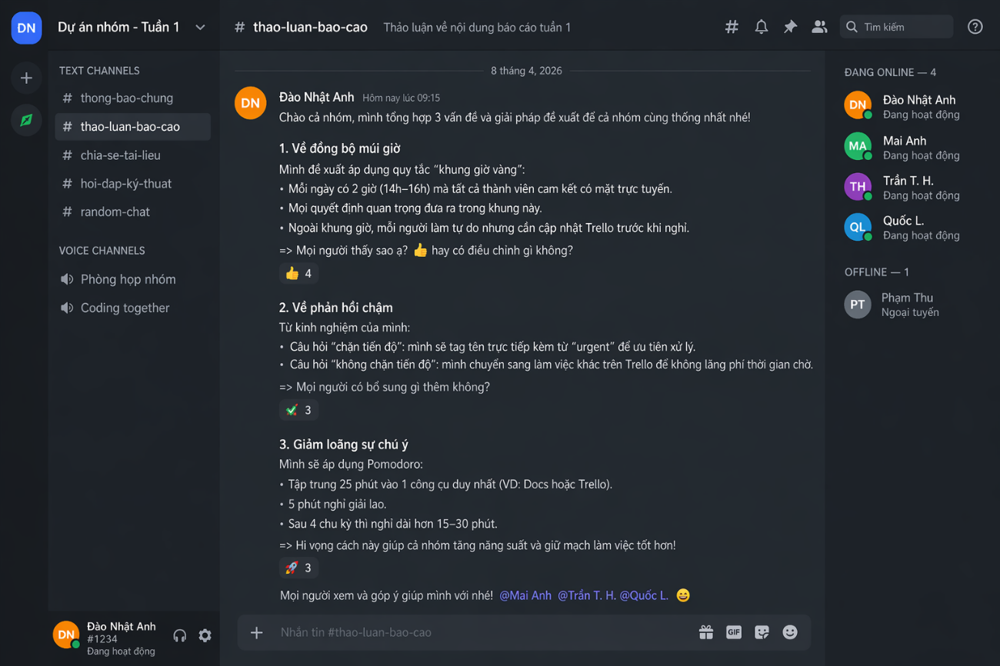 DN
Dự án nhóm - Tuần 1
TEXT CHANNELS
# thong-bao-chung
# thao-luan-bao-cao
# chia-se-tai-lieu
# hoi-dap-ký-thuat
# random-chat
VOICE CHANNELS
Phòng họp nhóm
Coding together
DN
Đào Nhật Anh
#1234
Đang hoạt động
# thao-luan-bao-cao Thảo luận về nội dung báo cáo tuần 1
Tìm kiếm
8 tháng 4, 2026
DN
Đào Nhật Anh Hôm nay lúc 09:15
Chào cả nhóm, mình tổng hợp 3 vấn đề và giải pháp đề xuất để cả nhóm cùng thống nhất nhé!
1. Về đồng bộ múi giờ
Mình đề xuất áp dụng quy tắc “khung giờ vàng”:
• Mỗi ngày có 2 giờ (14h–16h) mà tất cả thành viên cam kết có mặt trực tuyến.
• Mọi quyết định quan trọng đưa ra trong khung này.
• Ngoài khung giờ, mỗi người làm tự do nhưng cần cập nhật Trello trước khi nghỉ.
=> Mọi người thấy sao ạ? 👍 hay có điều chỉnh gì không?
👍 4
2. Về phản hồi chậm
Từ kinh nghiệm của mình:
• Câu hỏi “chặn tiến độ”: mình sẽ tag tên trực tiếp kèm từ “urgent” để ưu tiên xử lý.
• Câu hỏi “không chặn tiến độ”: mình chuyển sang làm việc khác trên Trello để không lãng phí thời gian chờ.
=> Mọi người có bổ sung gì thêm không?
3
3. Giảm loãng sự chú ý
Mình sẽ áp dụng Pomodoro:
• Tập trung 25 phút vào 1 công cụ duy nhất (VD: Docs hoặc Trello).
• 5 phút nghỉ giải lao.
• Sau 4 chu kỳ thì nghỉ dài hơn 15–30 phút.
=> Hi vọng cách này giúp cả nhóm tăng năng suất và giữ mạch làm việc tốt hơn!
🚀 3
Mọi người xem và góp ý giúp mình với nhé! @Mai Anh @Trần T. H. @Quốc L. 😄
Nhắn tin #thao-luan-bao-cao
GIF
ĐANG ONLINE — 4
DN
Đào Nhật Anh
Đang hoạt động
MA
Mai Anh
Đang hoạt động
TH
Trần T. H.
Đang hoạt động
QL
Quốc L.
Đang hoạt động
OFFLINE — 1
PT
Phạm Thu
Ngoại tuyến